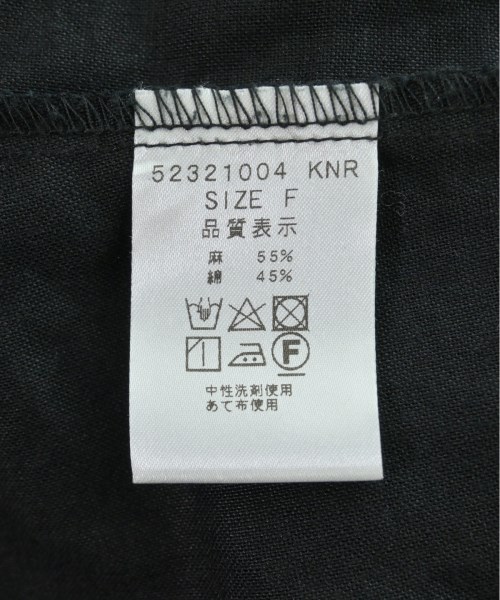 52321004 KNR
SIZE F
品質表示
麻 55%
綿 45%
F
中性洗剤使用
あて布使用